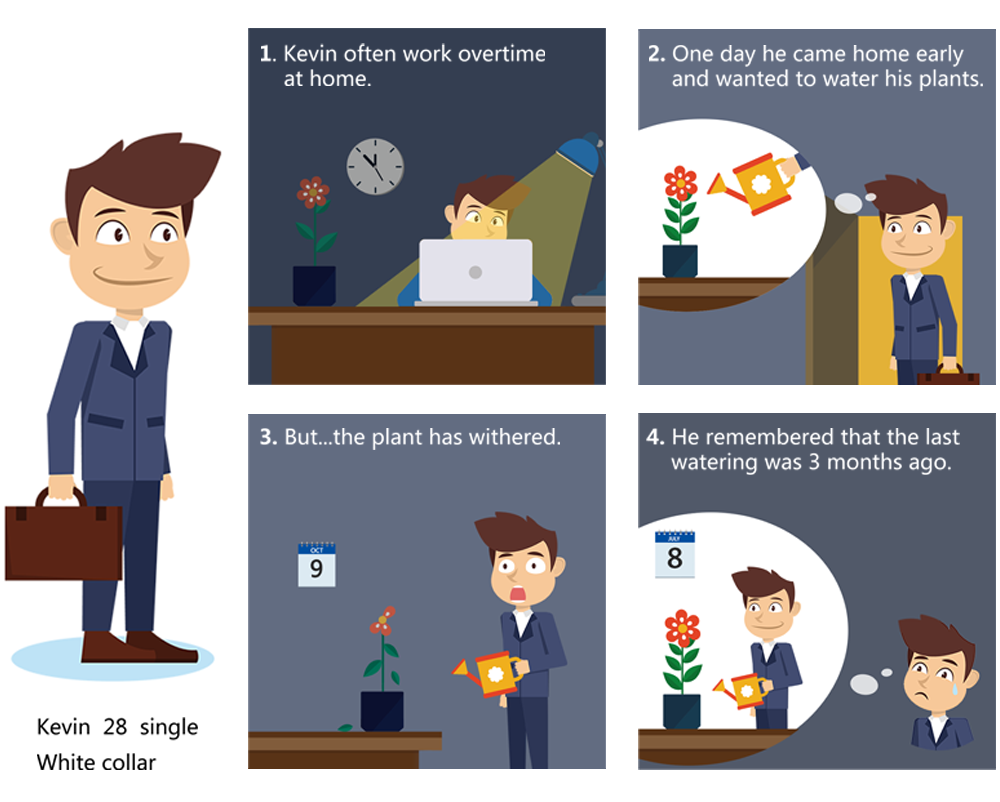 1. Kevin often work overtime
at home.
2. One day he came home early
and wanted to water his plants.
3. But...the plant has withered.
OCT
9
4. He remembered that the last
watering was 3 months ago.
JULY
8
Kevin 28 single
White collar